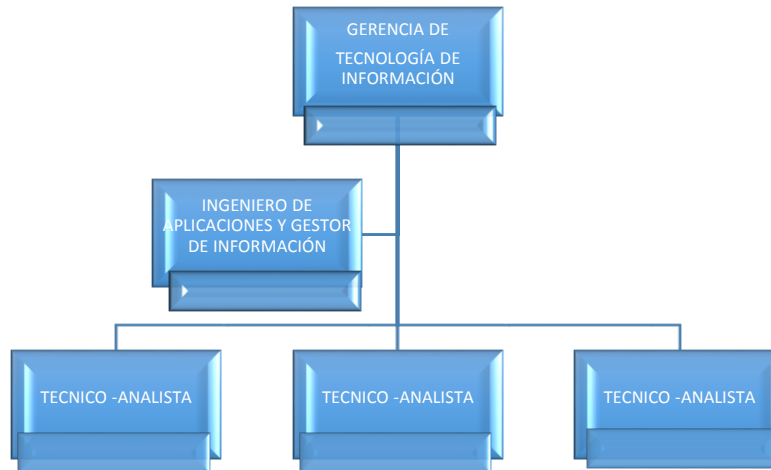 GERENCIA DE
TECNOLOGÍA DE
INFORMACIÓN
INGENIERO DE
APLICACIONES Y GESTOR
DE INFORMACIÓN
TECNICO -ANALISTA
TECNICO -ANALISTA
TECNICO -ANALISTA